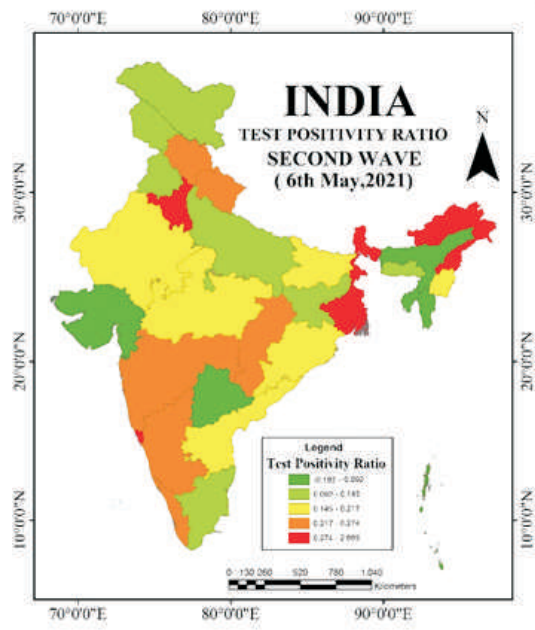 70°0'0"E 80°0'0"E 90°0'0"E
INDIA
TEST POSITIVITY RATIO
SECOND WAVE
( 6th May,2021)
N
30°0'0"N 30°0'0"N
20°0'0"N 20°0'0"N
10°0'0"N 10°0'0"N
Legend
Test Positivity Ratio
0.145 - 0.217
0.217 - 0.274
0 130 260 520 780 1,040
Kilometers
70°0'0"E 80°0'0"E 90°0'0"E